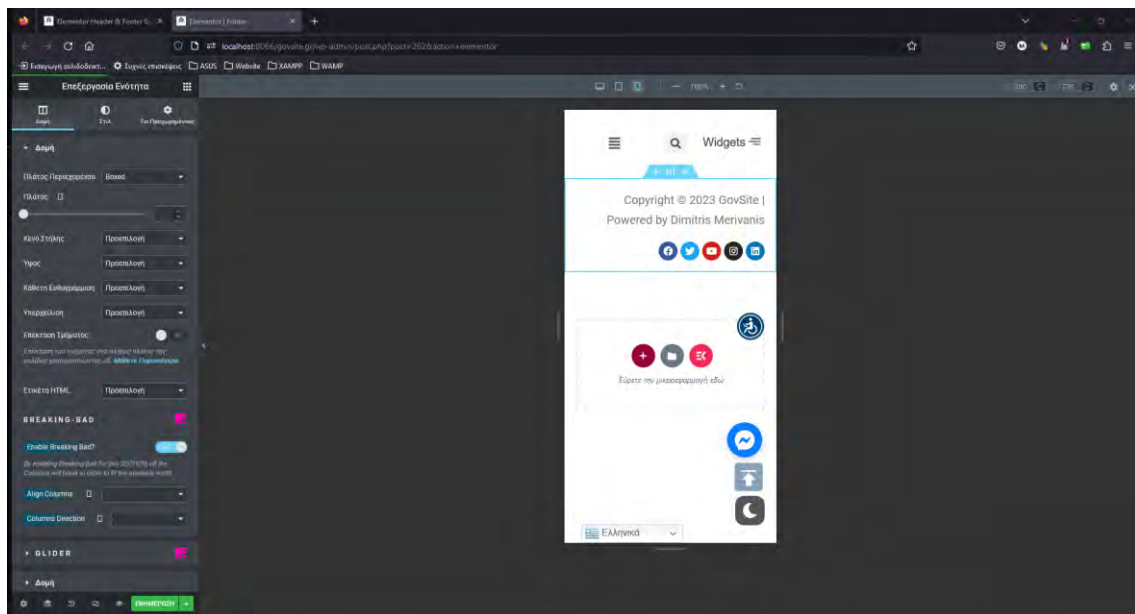 Elementor Header & Footer B
Elementor | Footer
localhost:8066/govsite.gr/wp-admin/post.php?post=262&action=elementor
Συχνές επισκέψεις
ASUS
Website
XAMPP
WAMP
Επεξεργασία Ενότητα
Δομή
Στυλ
Για Προχωρημένους
100%
Δομή
Πλάτος Περιεχομένου
Boxed
Πλάτος
Κενό Στήλης
Προεπιλογή
Ύψος
Προεπιλογή
Κάθετη Ευθυγράμμιση
Προεπιλογή
Υπερχείλιση
Προεπιλογή
Επέκταση Τμήματος
Ετικέτα HTML
Προεπιλογή
BREAKING-BAD
Enable Breaking Bad?
Align Columns
Columns Direction
GLIDER
Δομή
ΕΝΗΜΕΡΩΣΗ
Widgets
Copyright © 2023 GovSite |
Powered by Dimitris Merivanis
Σύρετε την μικροεφαρμογή εδώ
Ελληνικά